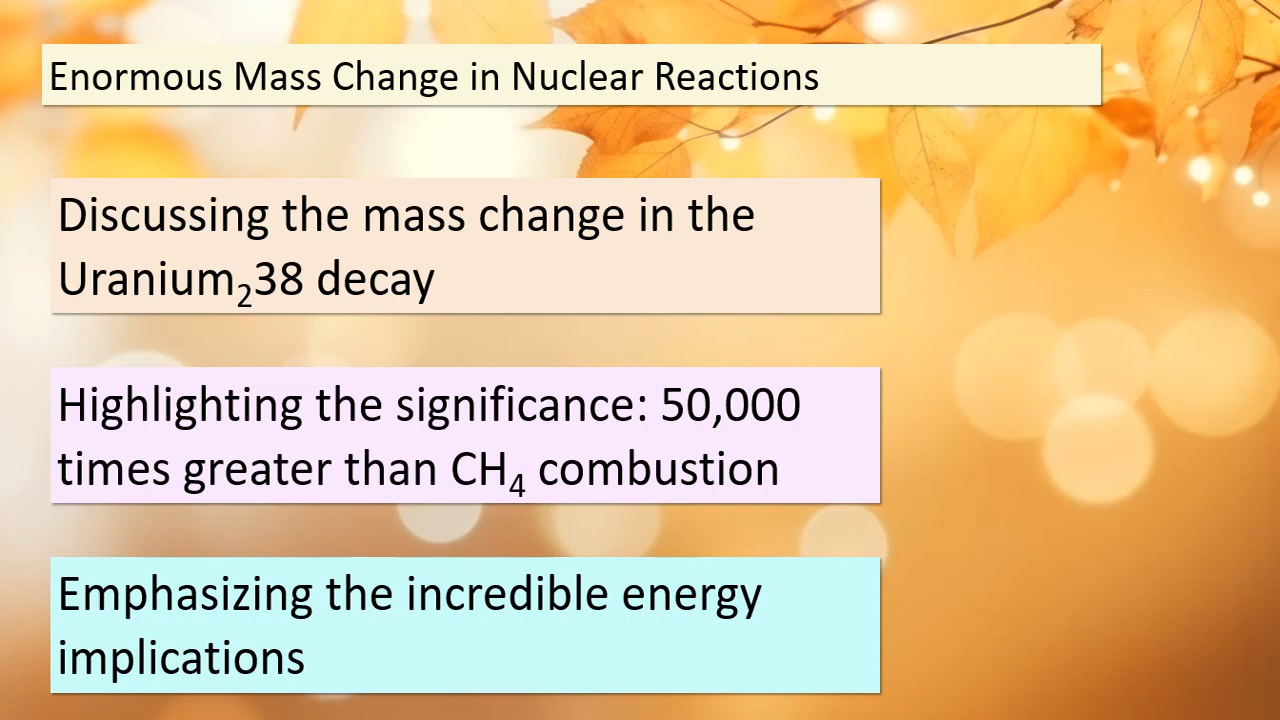 Enormous Mass Change in Nuclear Reactions
Discussing the mass change in the
Uranium₂38 decay
Highlighting the significance: 50,000
times greater than CH₄ combustion
Emphasizing the incredible energy
implications